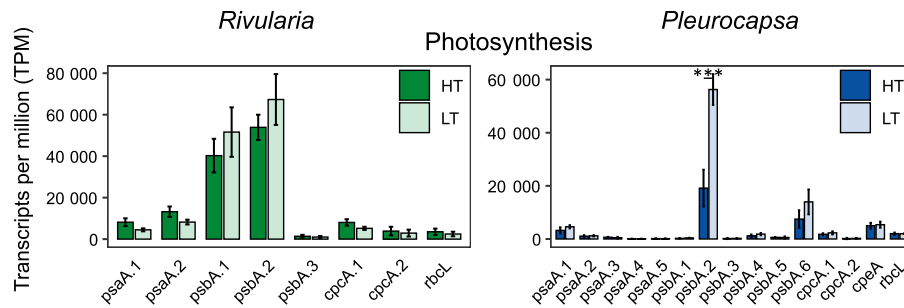 Rivularia
Pleurocapsa
Photosynthesis
Transcripts per million (TPM)
80 000
60 000
40 000
20 000
0
HT
LT
psaA.1
psaA.2
psbA.1
psbA.2
psbA.3
cpcA.1
cpcA.2
rbcL
60 000
40 000
20 000
0
***
HT
LT
psaA.1
psaA.2
psaA.3
psaA.4
psaA.5
psbA.1
psbA.2
psbA.3
psbA.4
psbA.5
psbA.6
cpcA.1
cpcA.2
cpeA
rbcL